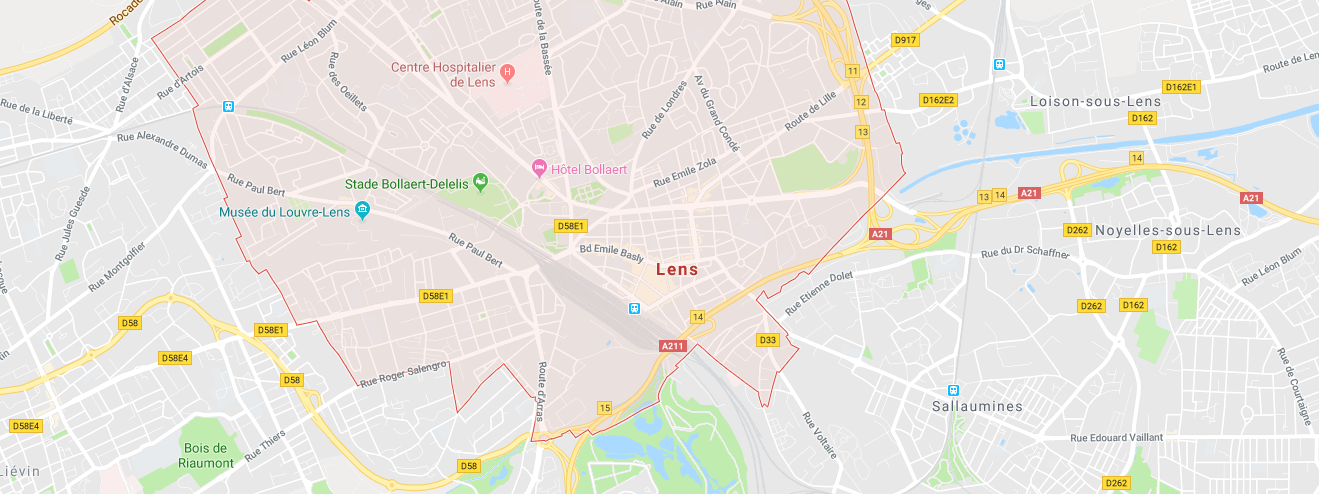 Rocade
Rue Léon Blum
Route de la Bassée
Alain
Rue Alain
D917
Rue d'Alsace
Rue d'Artois
Rue des Oeillets
Centre Hospitalier
de Lens
H
Av du Grand Condé
Rue de Londres
Route de Lille
11
12
13
D162E2
D162E1
Route de Len
Loison-sous-Lens
D162
Rue de la Liberté
Rue Alexandre Dumas
Rue Paul Bert
Stade Bollaert-Delelis
Hôtel Bollaert
Rue Emile Zola
14
13
14
A21
A21
Musée du Louvre-Lens
Rue Jules Guesde
D58E1
A21
D262
Noyelles-sous-Lens
D162
Rue Montgolfier
Rue Paul Bert
Bd Emile Basly
Lens
Rue du Dr Schaffner
Rue Léon Blum
Rue Etienne Dolet
D58E1
D262
D162
D58
D58E1
14
D33
A211
D58E4
Rue Roger Salengro
D58
Route d'Arras
15
Sallaumines
Rue de Courtaigne
D58E4
Rue Voltaire
Rue Thiers
Rue Edouard Vaillant
Bois de
Riaumont
Liévin
D58
D262